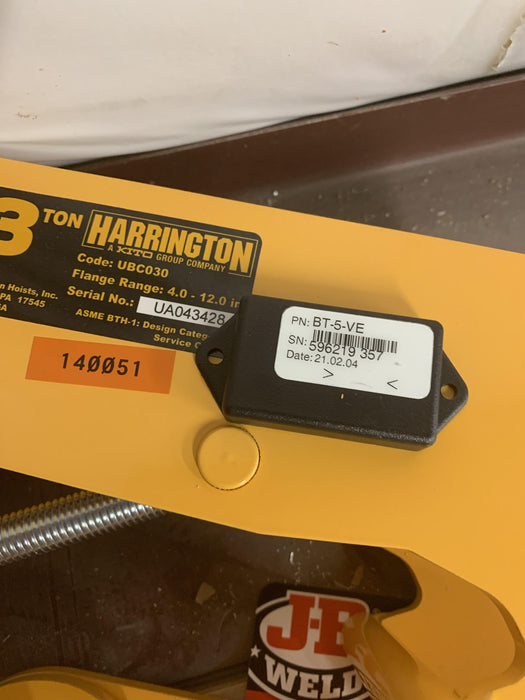 3 TON
HARRINGTON
A KITO GROUP COMPANY
Code: UBC030
Flange Range: 4.0 - 12.0 in
Serial No.: UA043428
n Hoists, Inc.
PA 17545
SA
ASME BTH-1: Design Categ
Service C
140051
PN: BT-5-VE
SN: 596219 357
Date: 21.02.04
> <
J-B
WELD